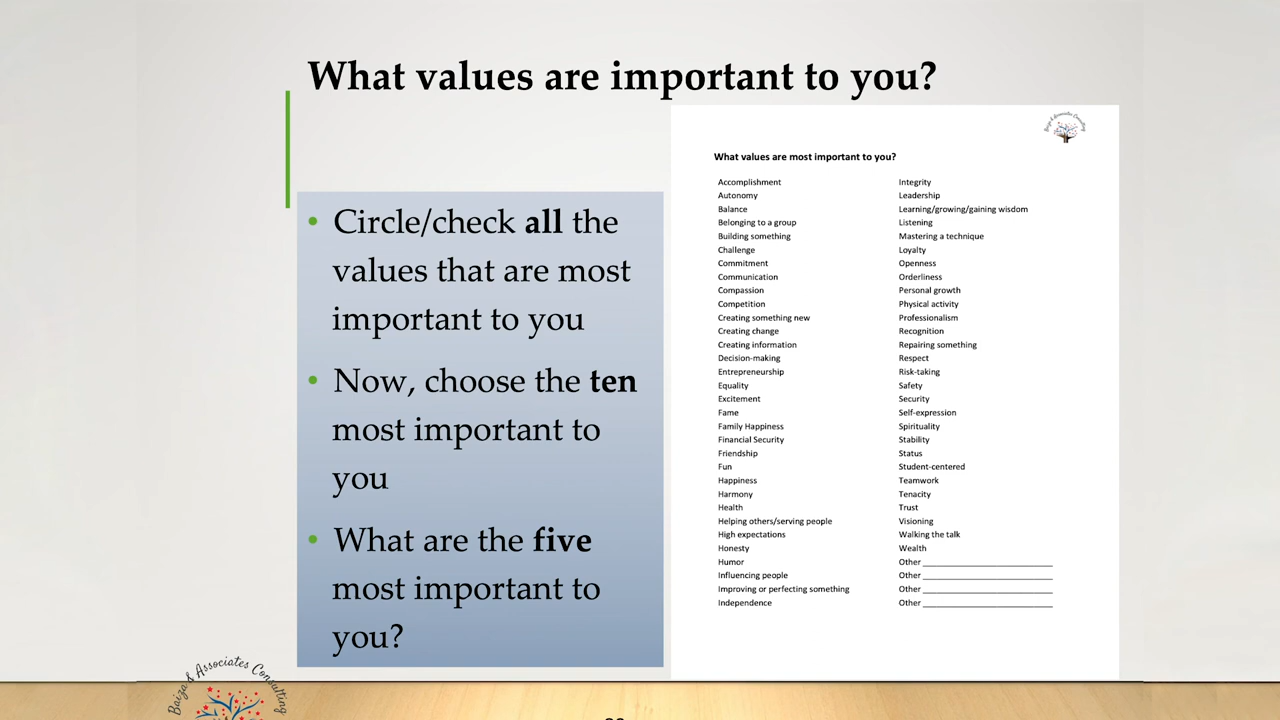 What values are important to you?
• Circle/check all the
values that are most
important to you
• Now, choose the ten
most important to
you
• What are the five
most important to
you?
Baiza & Associates Consulting
What values are most important to you?
Accomplishment
Autonomy
Balance
Belonging to a group
Building something
Challenge
Commitment
Communication
Compassion
Competition
Creating something new
Creating change
Creating information
Decision-making
Entrepreneurship
Equality
Excitement
Fame
Family Happiness
Financial Security
Friendship
Fun
Happiness
Harmony
Health
Helping others/serving people
High expectations
Honesty
Humor
Influencing people
Improving or perfecting something
Independence
Integrity
Leadership
Learning/growing/gaining wisdom
Listening
Mastering a technique
Loyalty
Openness
Orderliness
Personal growth
Physical activity
Professionalism
Recognition
Repairing something
Respect
Risk-taking
Safety
Security
Self-expression
Spirituality
Stability
Status
Student-centered
Teamwork
Tenacity
Trust
Visioning
Walking the talk
Wealth
Other ____________________________
Other ____________________________
Other ____________________________
Other ____________________________
Baiza & Associates Consulting